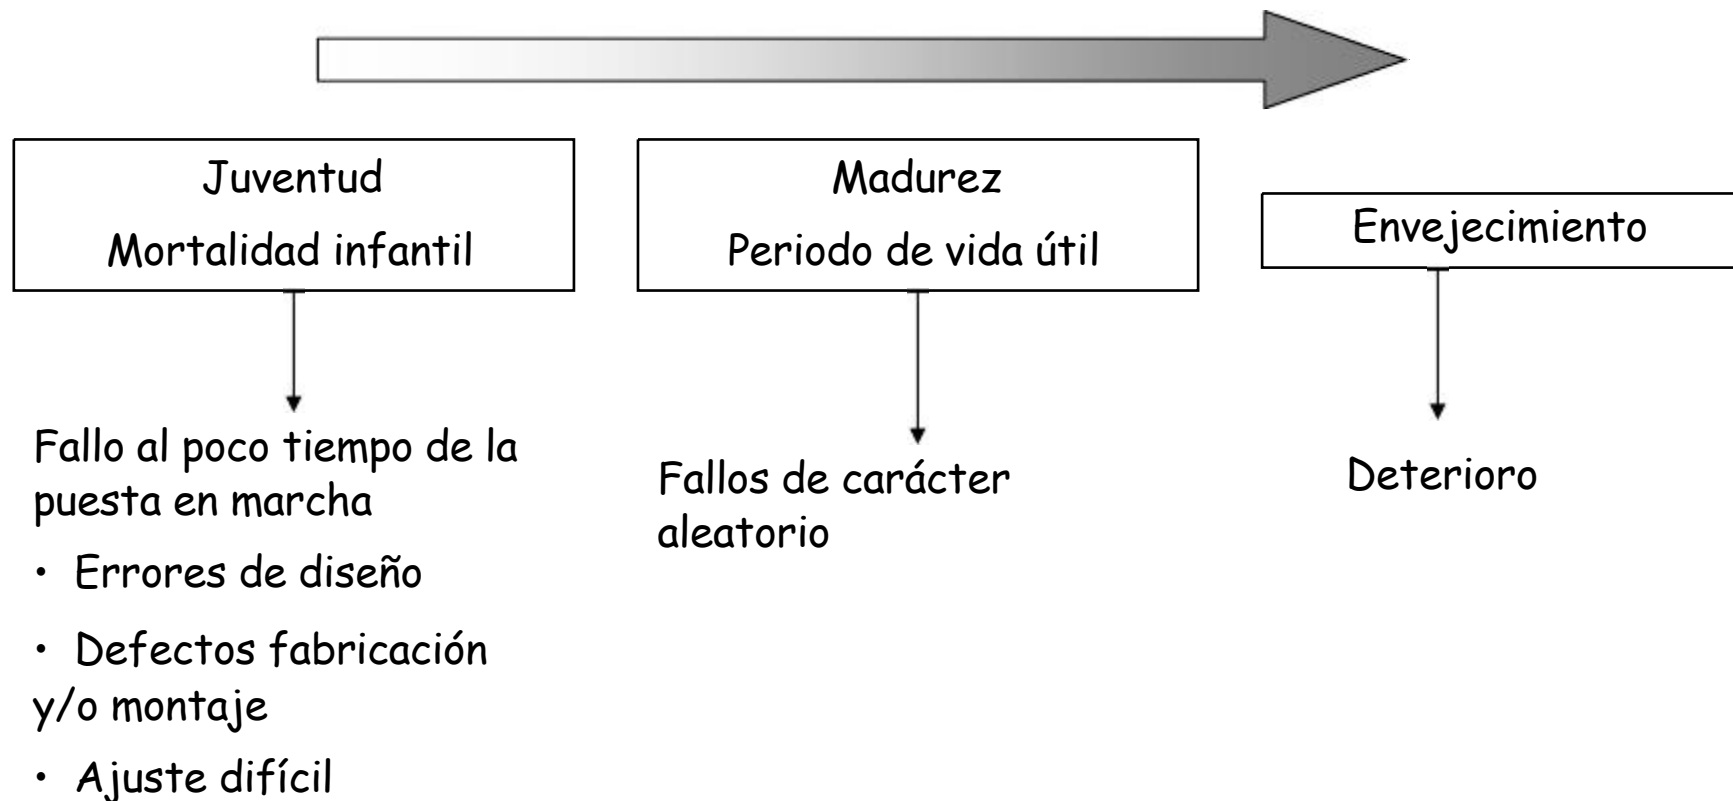 Juventud
Mortalidad infantil
Madurez
Periodo de vida útil
Envejecimiento
Fallo al poco tiempo de la
puesta en marcha
• Errores de diseño
• Defectos fabricación
y/o montaje
• Ajuste difícil
Fallos de carácter
aleatorio
Deterioro